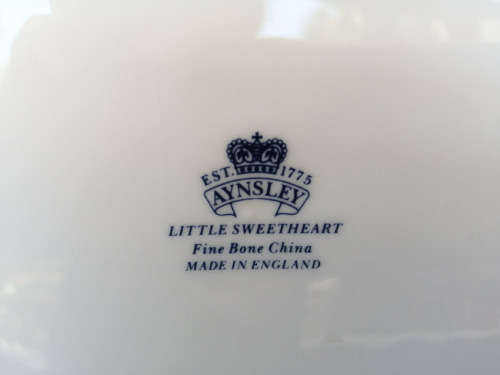 EST. 1775
AYNSLEY
LITTLE SWEETHEART
Fine Bone China
MADE IN ENGLAND